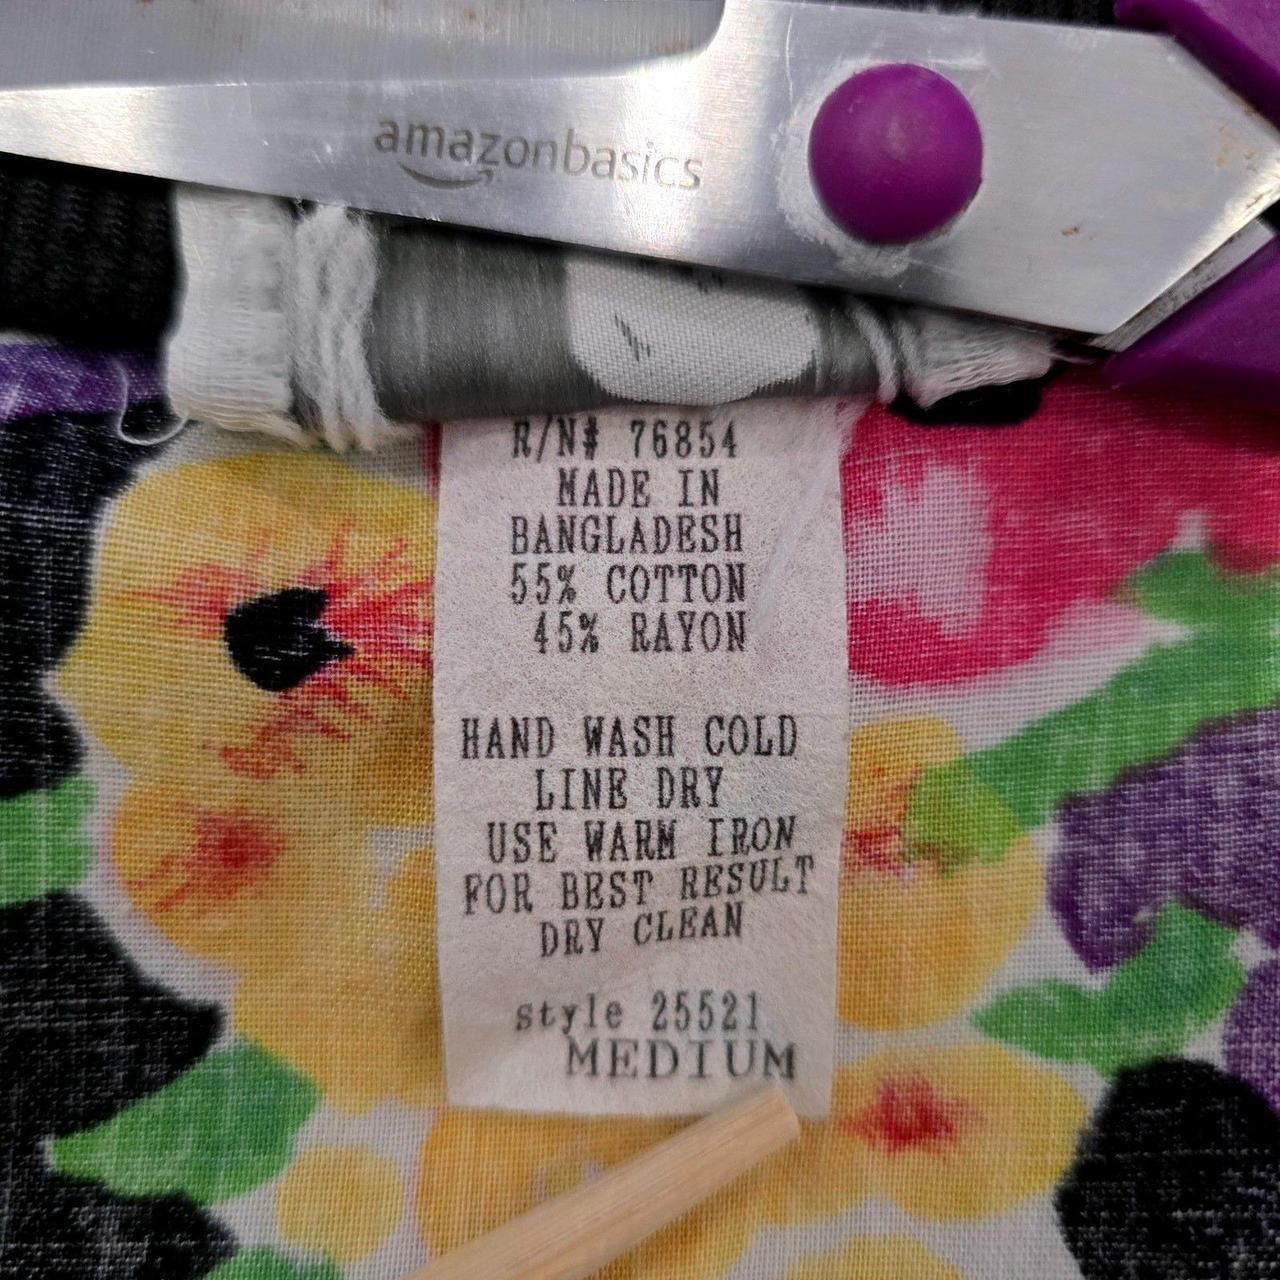 amazonbasics
R/N# 76854
MADE IN
BANGLADESH
55% COTTON
45% RAYON
HAND WASH COLD
LINE DRY
USE WARM IRON
FOR BEST RESULT
DRY CLEAN
style 25521
MEDIUM